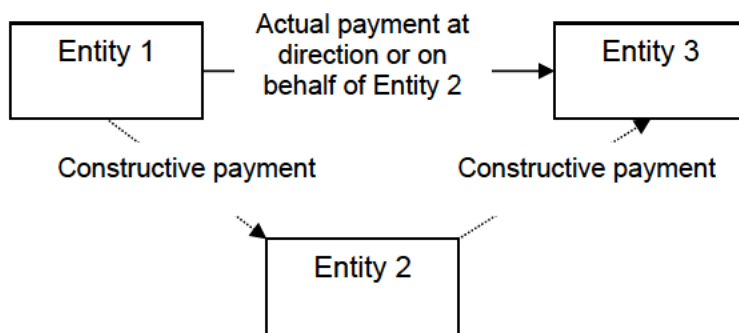 Entity 1
Actual payment at
direction or on
behalf of Entity 2
Entity 3
Constructive payment
Constructive payment
Entity 2